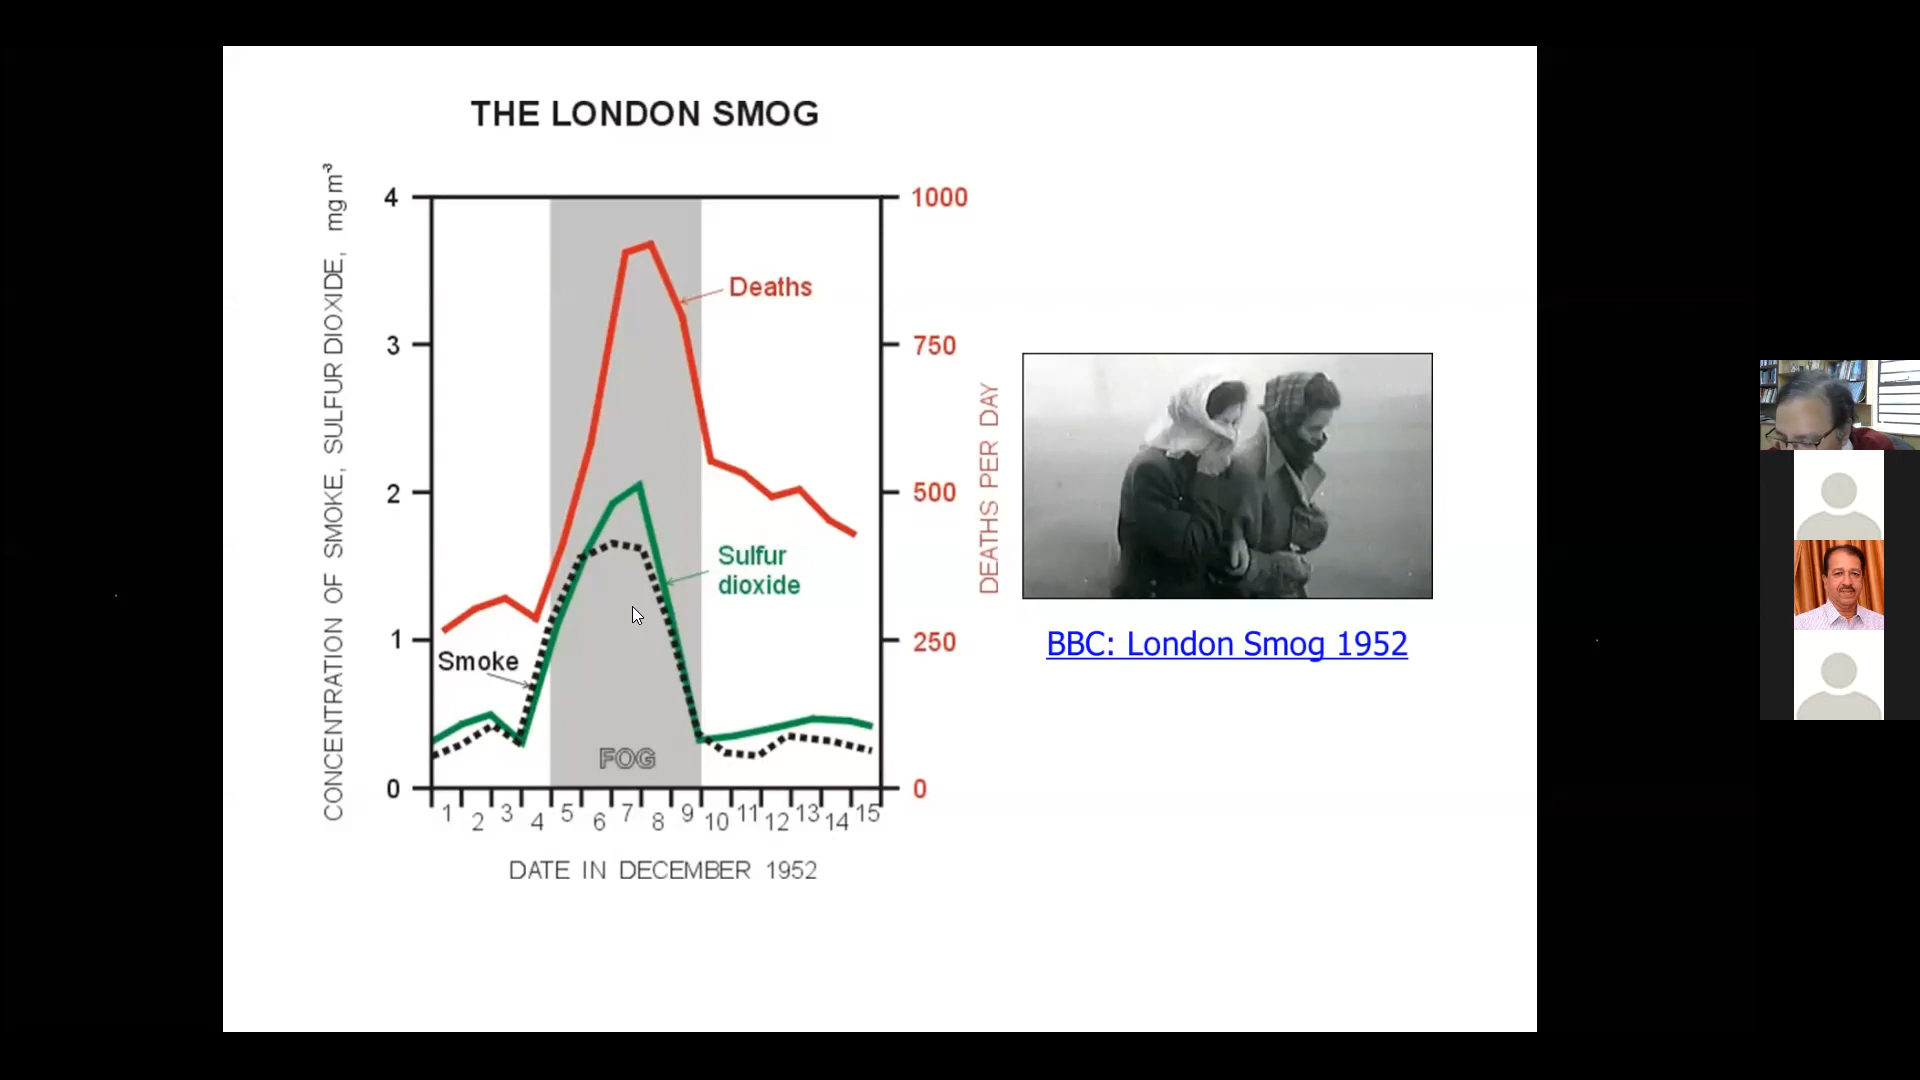 THE LONDON SMOG
CONCENTRATION OF SMOKE, SULFUR DIOXIDE, mg m⁻³
4
3
2
1
0
1000
750
500
250
0
DEATHS PER DAY
Deaths
Sulfur
dioxide
Smoke
FOG
1 2 3 4 5 6 7 8 9 10 11 12 13 14 15
DATE IN DECEMBER 1952
BBC: London Smog 1952